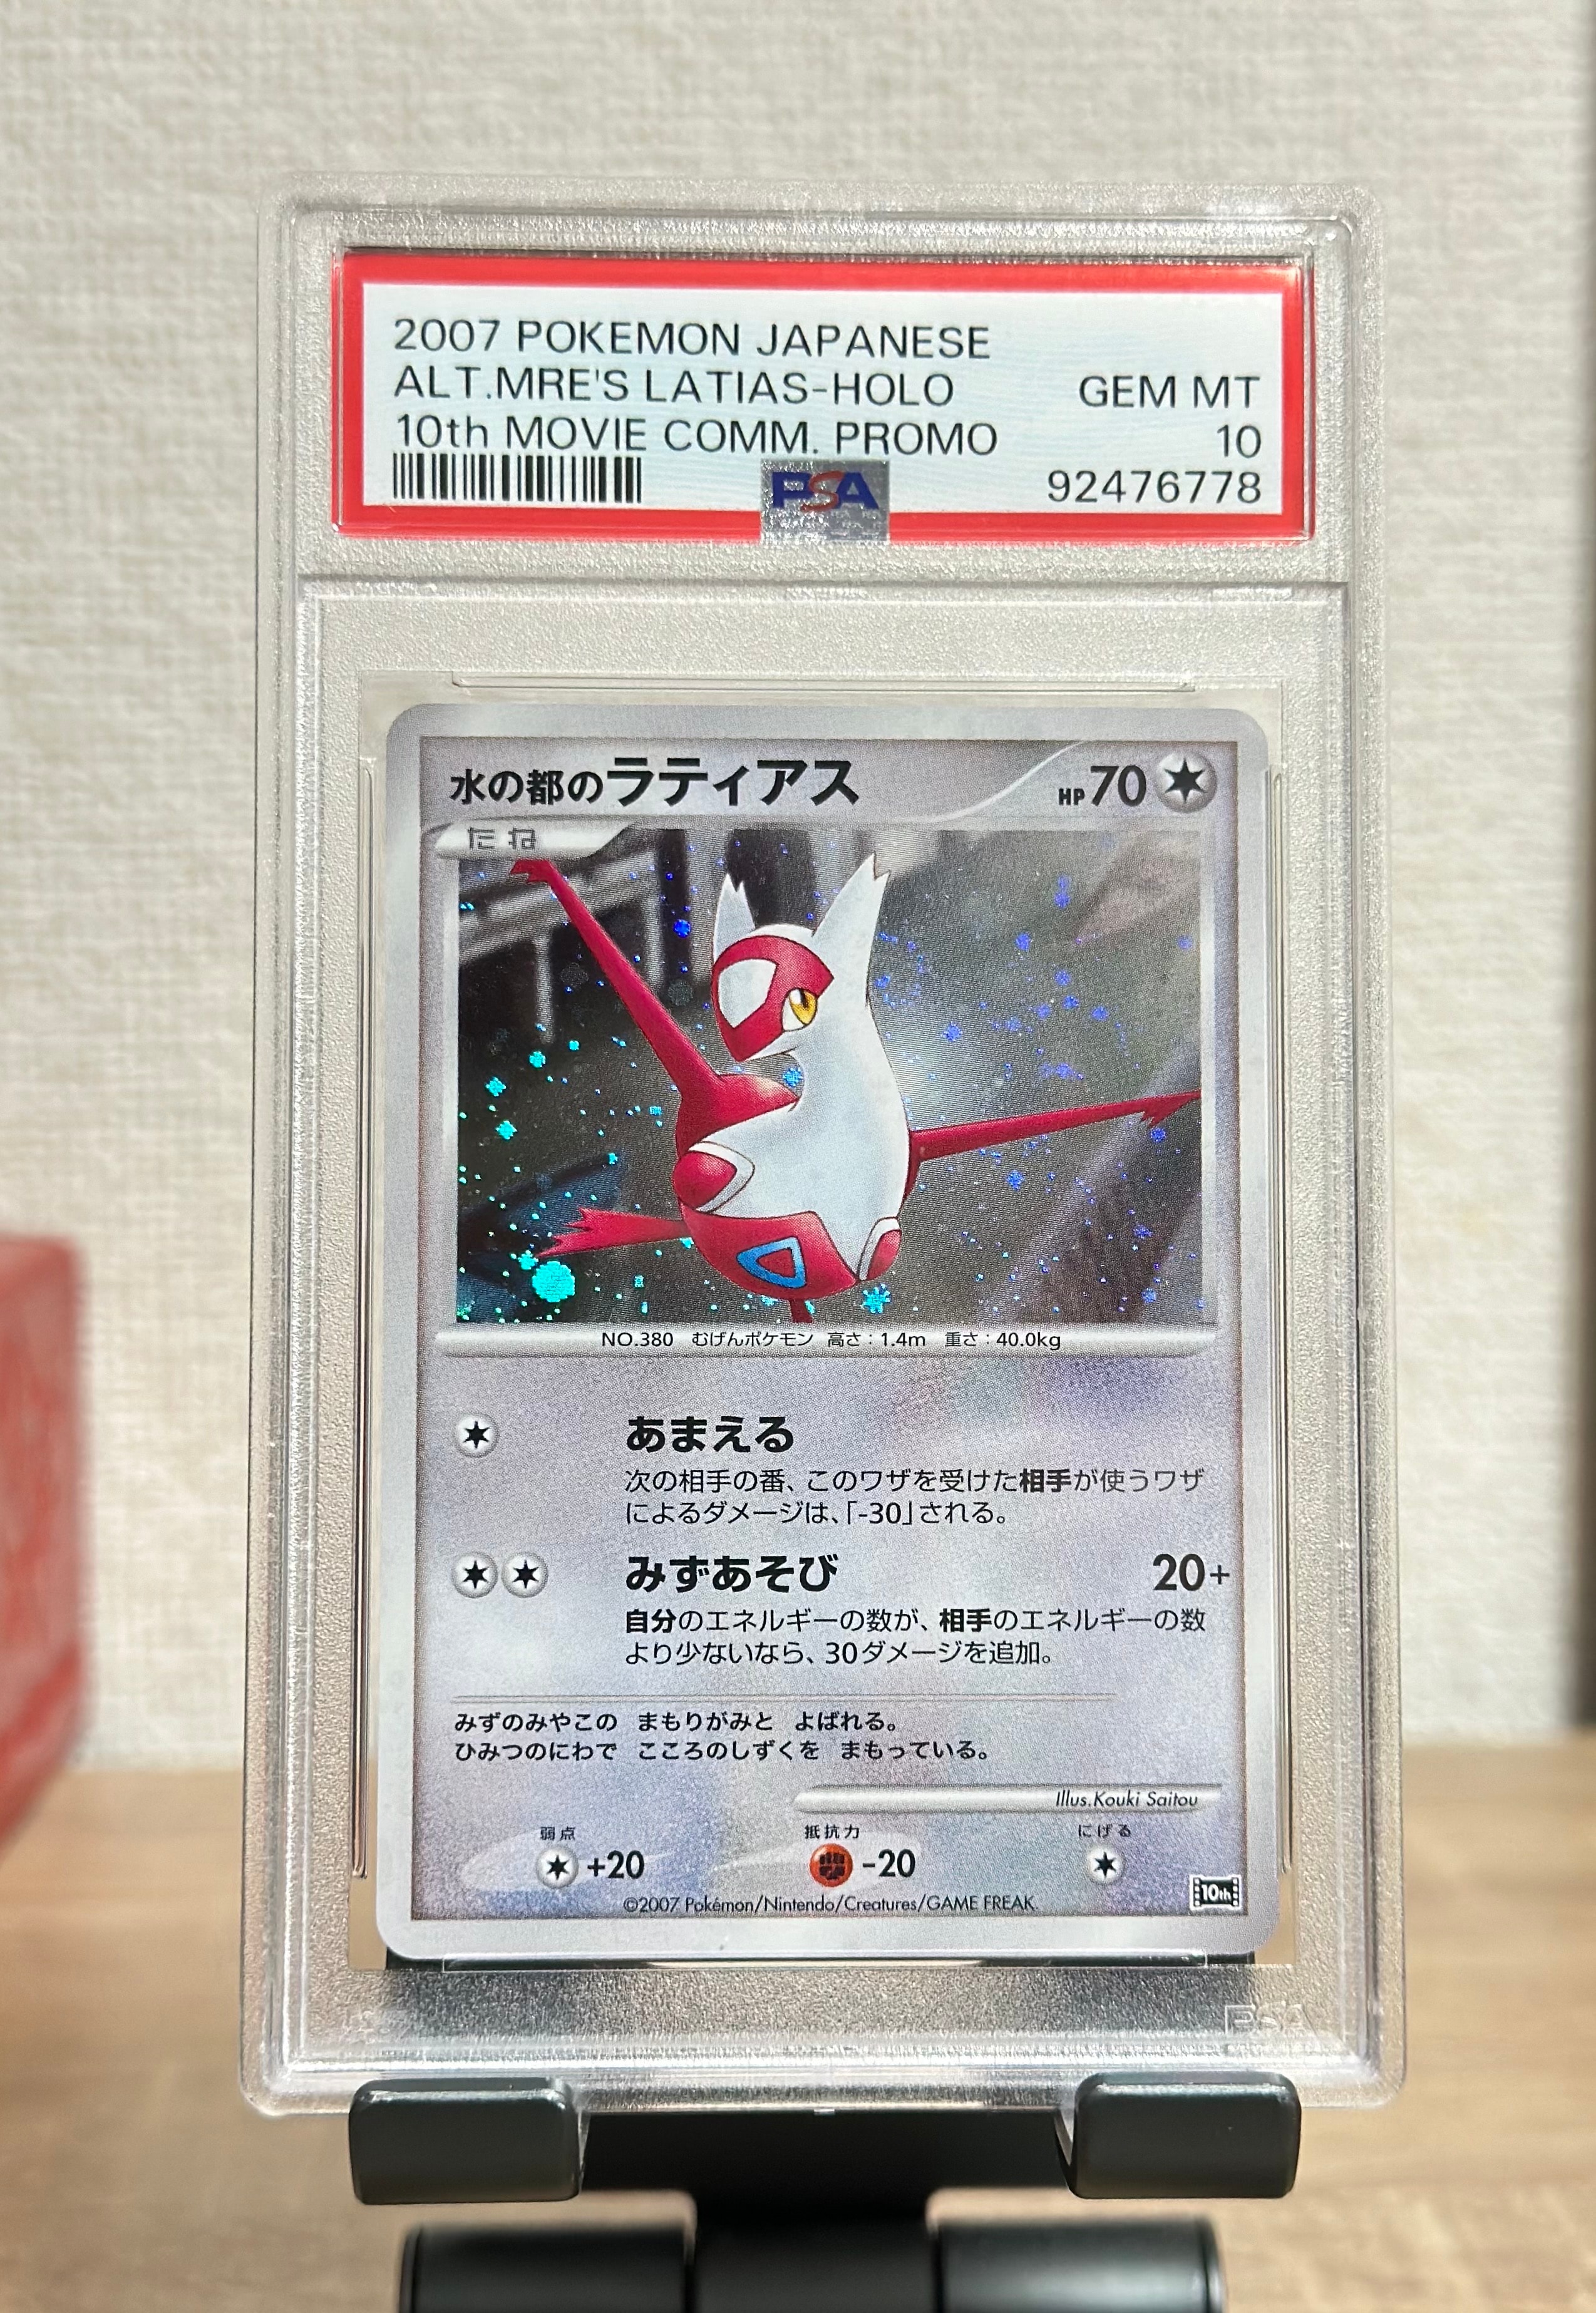 2007 POKEMON JAPANESE
ALT.MRE'S LATIAS-HOLO GEM MT
10th MOVIE COMM. PROMO 10
PSA 92476778
水の都のラティアス HP70
たね
NO.380 むげんポケモン 高さ：1.4m 重さ：40.0kg
あまえる
次の相手の番、このワザを受けた相手が使うワザ
によるダメージは、「-30」される。
みずあそび 20+
自分のエネルギーの数が、相手のエネルギーの数
より少ないなら、30ダメージを追加。
みずのみやこの まもりがみと よばれる。
ひみつのにわで こころのしずくを まもっている。
Illus.Kouki Saitou
弱点 抵抗力 にげる
+20 -20
10th
©2007 Pokémon/Nintendo/Creatures/GAME FREAK.
PSA